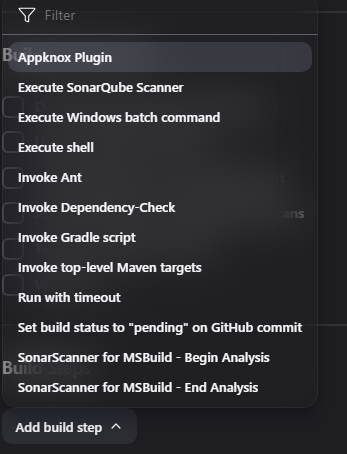 Filter
Appknox Plugin
Execute SonarQube Scanner
Execute Windows batch command
Execute shell
Invoke Ant
Invoke Dependency-Check
Invoke Gradle script
Invoke top-level Maven targets
Run with timeout
Set build status to "pending" on GitHub commit
SonarScanner for MSBuild - Begin Analysis
SonarScanner for MSBuild - End Analysis
Build Steps
Add build step